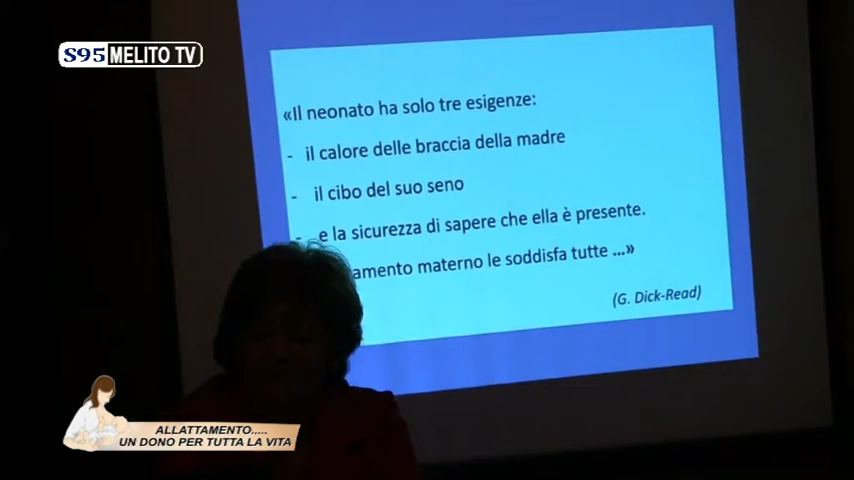 S95 MELITO TV
«Il neonato ha solo tre esigenze:
- il calore delle braccia della madre
- il cibo del suo seno
- e la sicurezza di sapere che ella è presente.
materno le soddisfa tutte ...»
(G. Dick-Read)
ALLATTAMENTO.....
UN DONO PER TUTTA LA VITA